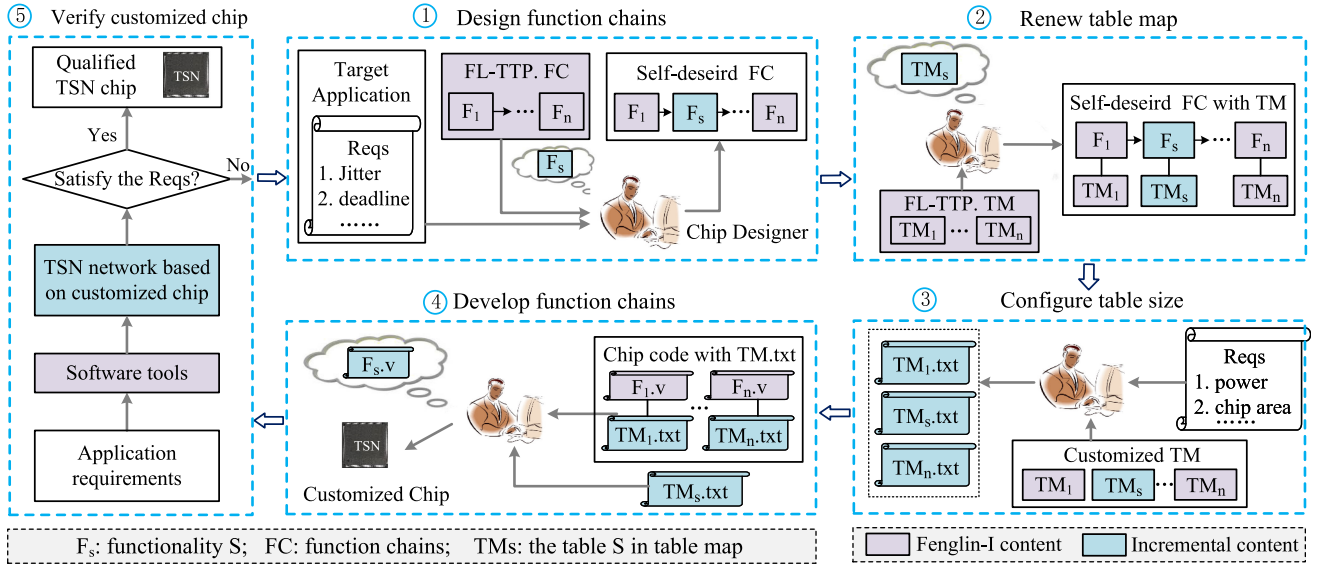 ⑤ Verify customized chip
Qualified
TSN chip
TSN
Yes
Satisfy the Reqs?
No
TSN network based
on customized chip
Software tools
Application
requirements
① Design function chains
Target
Application
Reqs
1. Jitter
2. deadline
······
FL-TTP. FC
F₁ ··· Fₙ
Fₛ
Self-deseird FC
F₁ Fₛ ··· Fₙ
Chip Designer
② Renew table map
TMₛ
FL-TTP. TM
TM₁ ··· TMₙ
Self-deseird FC with TM
F₁ Fₛ ··· Fₙ
TM₁ TMₛ TMₙ
③ Configure table size
TM₁.txt
TMₛ.txt
TMₙ.txt
Reqs
1. power
2. chip area
······
Customized TM
TM₁ TMₛ ··· TMₙ
④ Develop function chains
Fₛ.v
TSN
Customized Chip
Chip code with TM.txt
F₁.v Fₙ.v
···
TM₁.txt TMₙ.txt
TMₛ.txt
Fₛ: functionality S; FC: function chains; TMs: the table S in table map
Fenglin-I content Incremental content